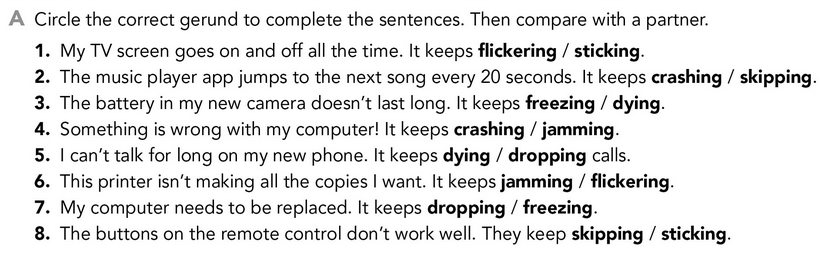 A Circle the correct gerund to complete the sentences. Then compare with a partner.
1. My TV screen goes on and off all the time. It keeps flickering / sticking.
2. The music player app jumps to the next song every 20 seconds. It keeps crashing / skipping.
3. The battery in my new camera doesn't last long. It keeps freezing / dying.
4. Something is wrong with my computer! It keeps crashing / jamming.
5. I can't talk for long on my new phone. It keeps dying / dropping calls.
6. This printer isn't making all the copies I want. It keeps jamming / flickering.
7. My computer needs to be replaced. It keeps dropping / freezing.
8. The buttons on the remote control don't work well. They keep skipping / sticking.